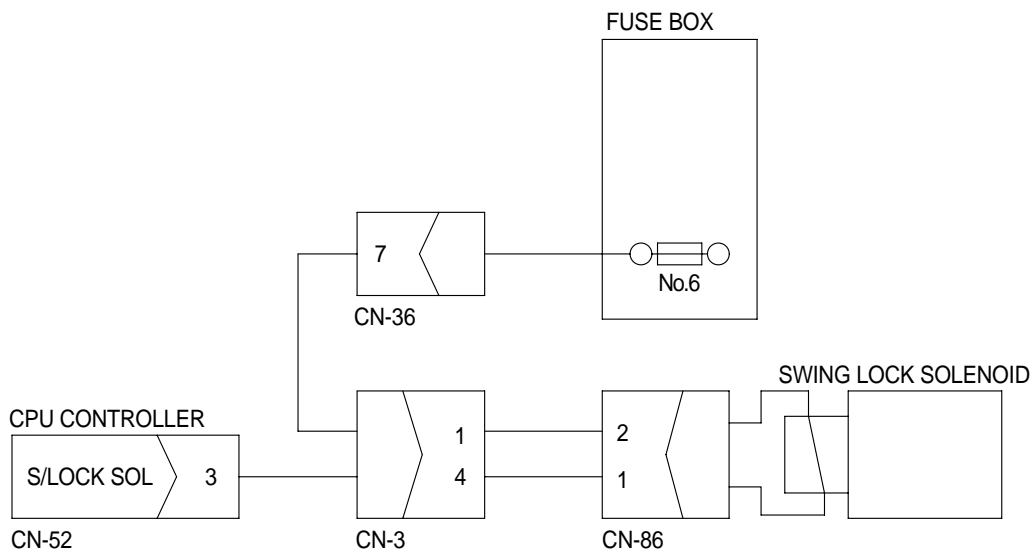 FUSE BOX
7
No.6
CN-36
SWING LOCK SOLENOID
CPU CONTROLLER
1
2
S/LOCK SOL
3
4
1
CN-52
CN-3
CN-86